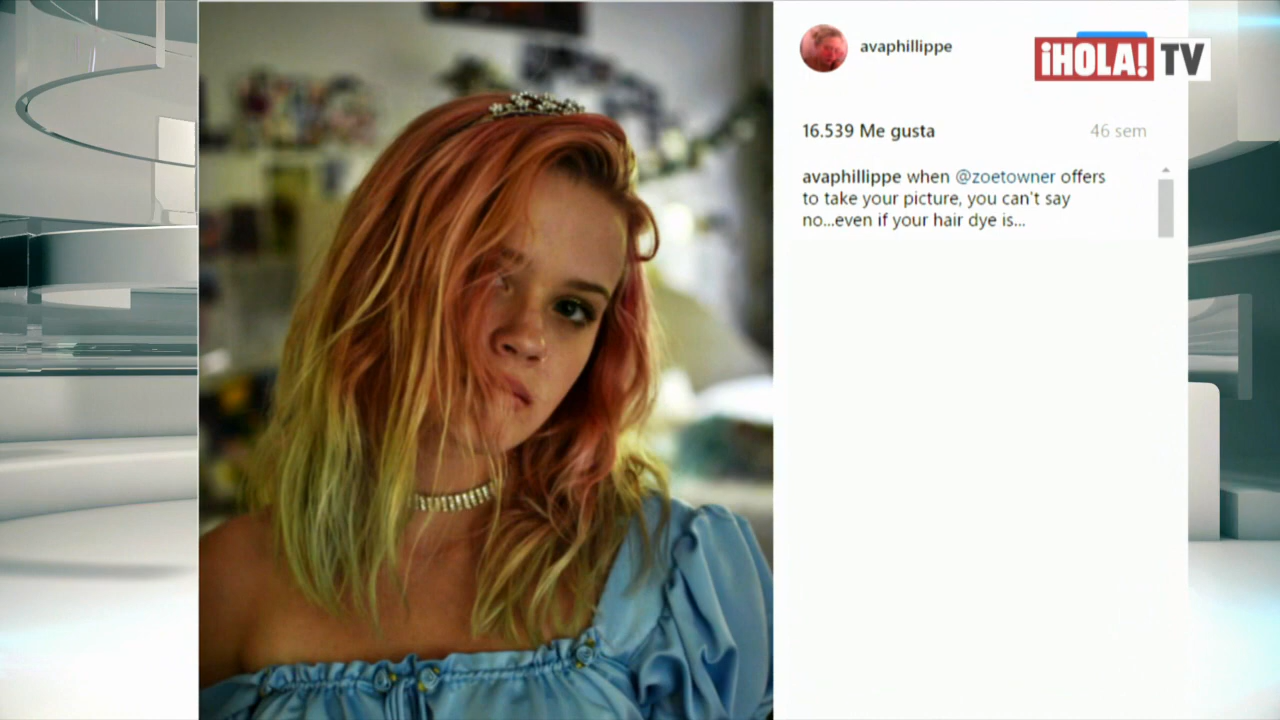 avaphillippe
¡HOLA! TV
16.539 Me gusta
46 sem
avaphillippe when @zoetowner offers
to take your picture, you can't say
no...even if your hair dye is...